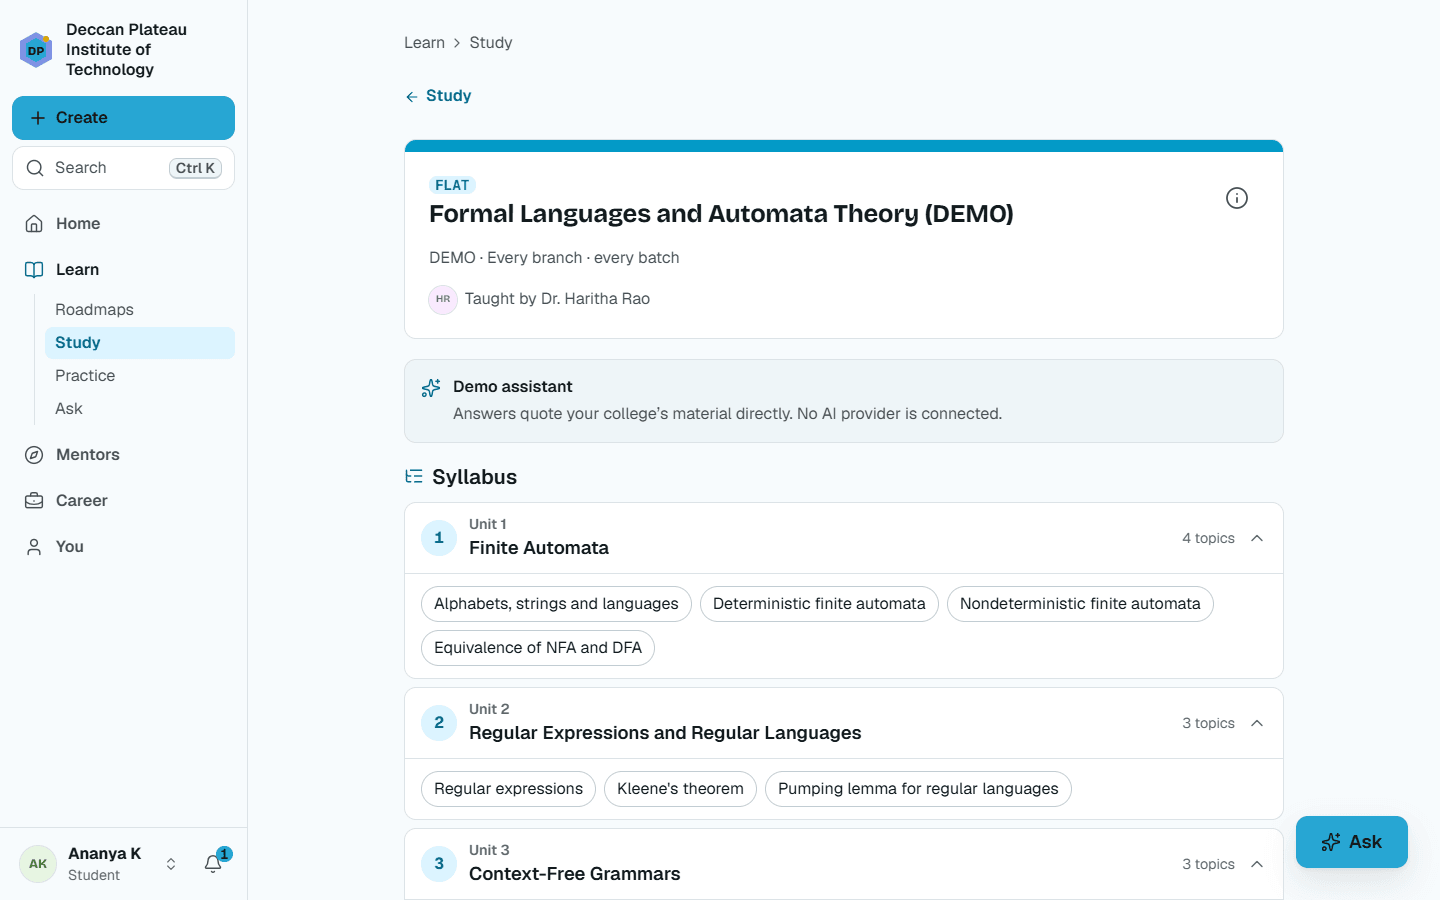 DP
Deccan Plateau
Institute of
Technology
Create
Search
Ctrl K
Home
Learn
Roadmaps
Study
Practice
Ask
Mentors
Career
You
AK
Ananya K
Student
1
Learn
Study
Study
FLAT
Formal Languages and Automata Theory (DEMO)
DEMO · Every branch · every batch
HR
Taught by Dr. Haritha Rao
Demo assistant
Answers quote your college’s material directly. No AI provider is connected.
Syllabus
1
Unit 1
Finite Automata
4 topics
Alphabets, strings and languages
Deterministic finite automata
Nondeterministic finite automata
Equivalence of NFA and DFA
2
Unit 2
Regular Expressions and Regular Languages
3 topics
Regular expressions
Kleene's theorem
Pumping lemma for regular languages
3
Unit 3
Context-Free Grammars
3 topics
Ask